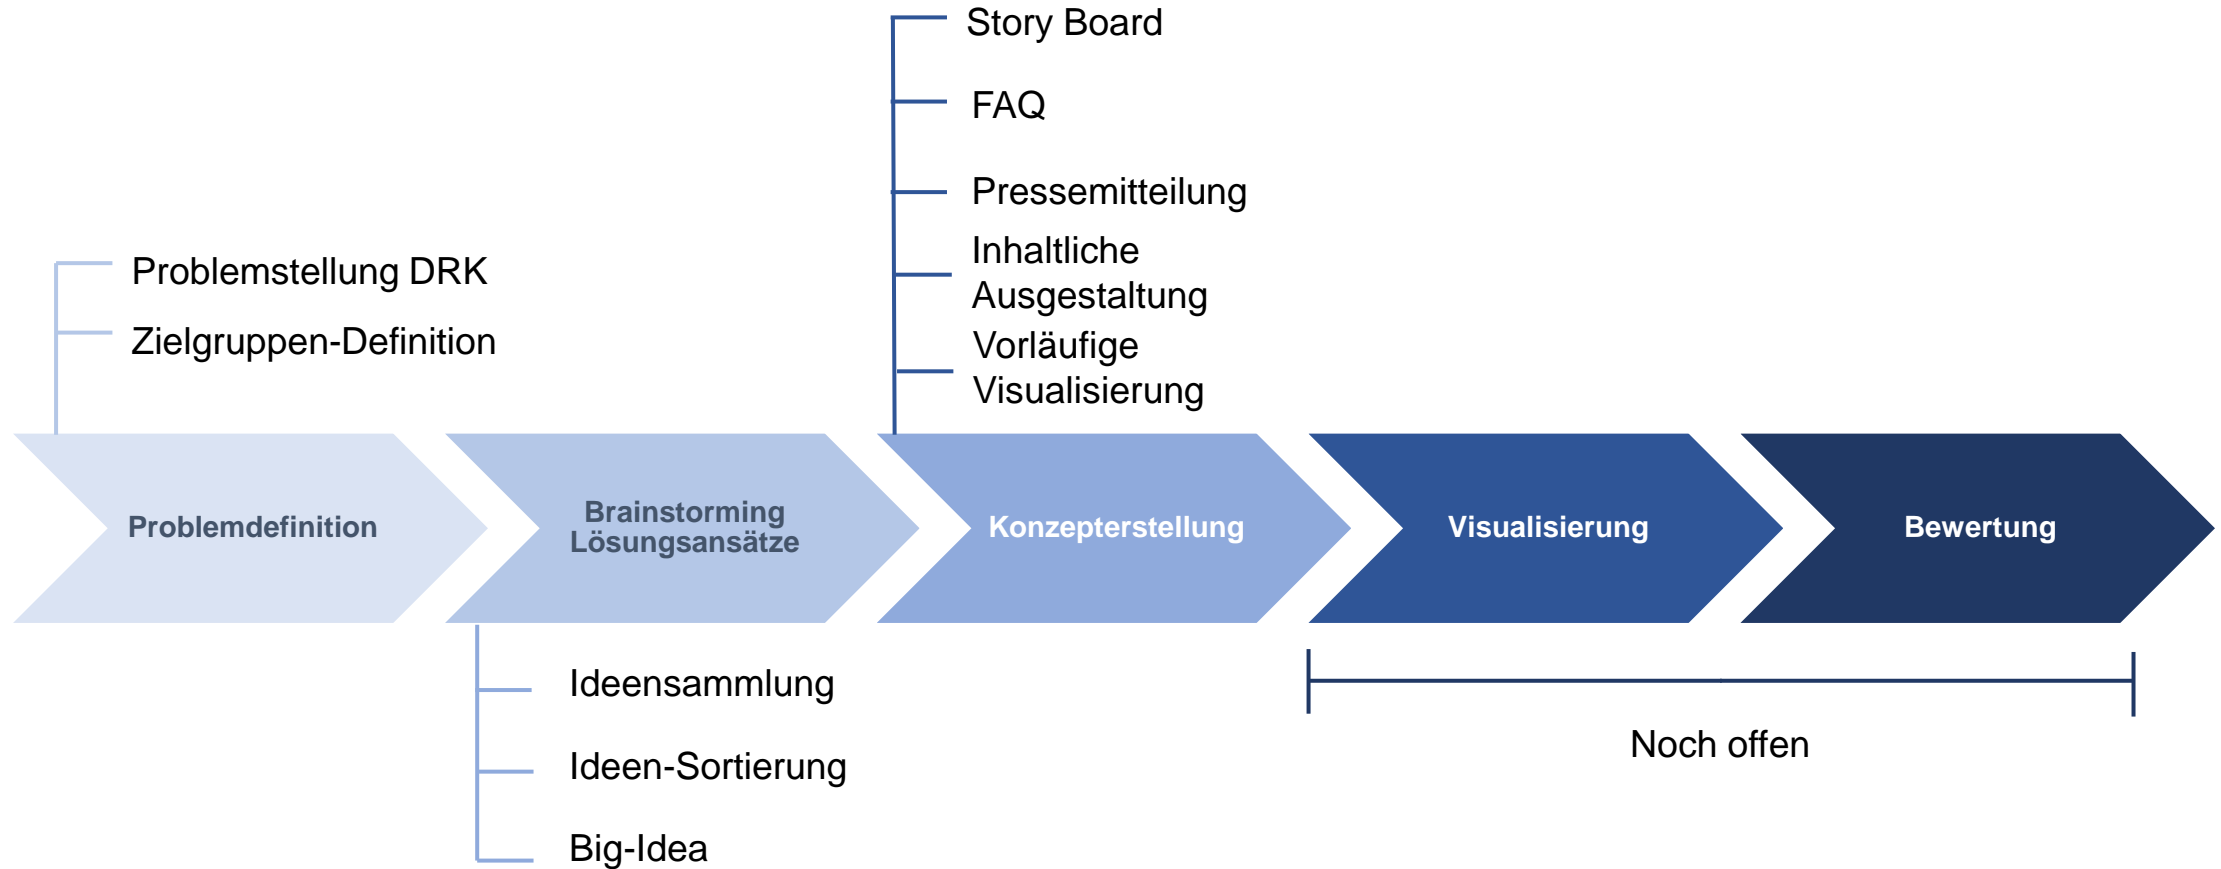 Story Board
FAQ
Pressemitteilung
Inhaltliche
Ausgestaltung
Vorläufige
Visualisierung
Problemstellung DRK
Zielgruppen-Definition
Problemdefinition
Brainstorming
Lösungsansätze
Konzepterstellung
Visualisierung
Bewertung
Ideensammlung
Ideen-Sortierung
Big-Idea
Noch offen